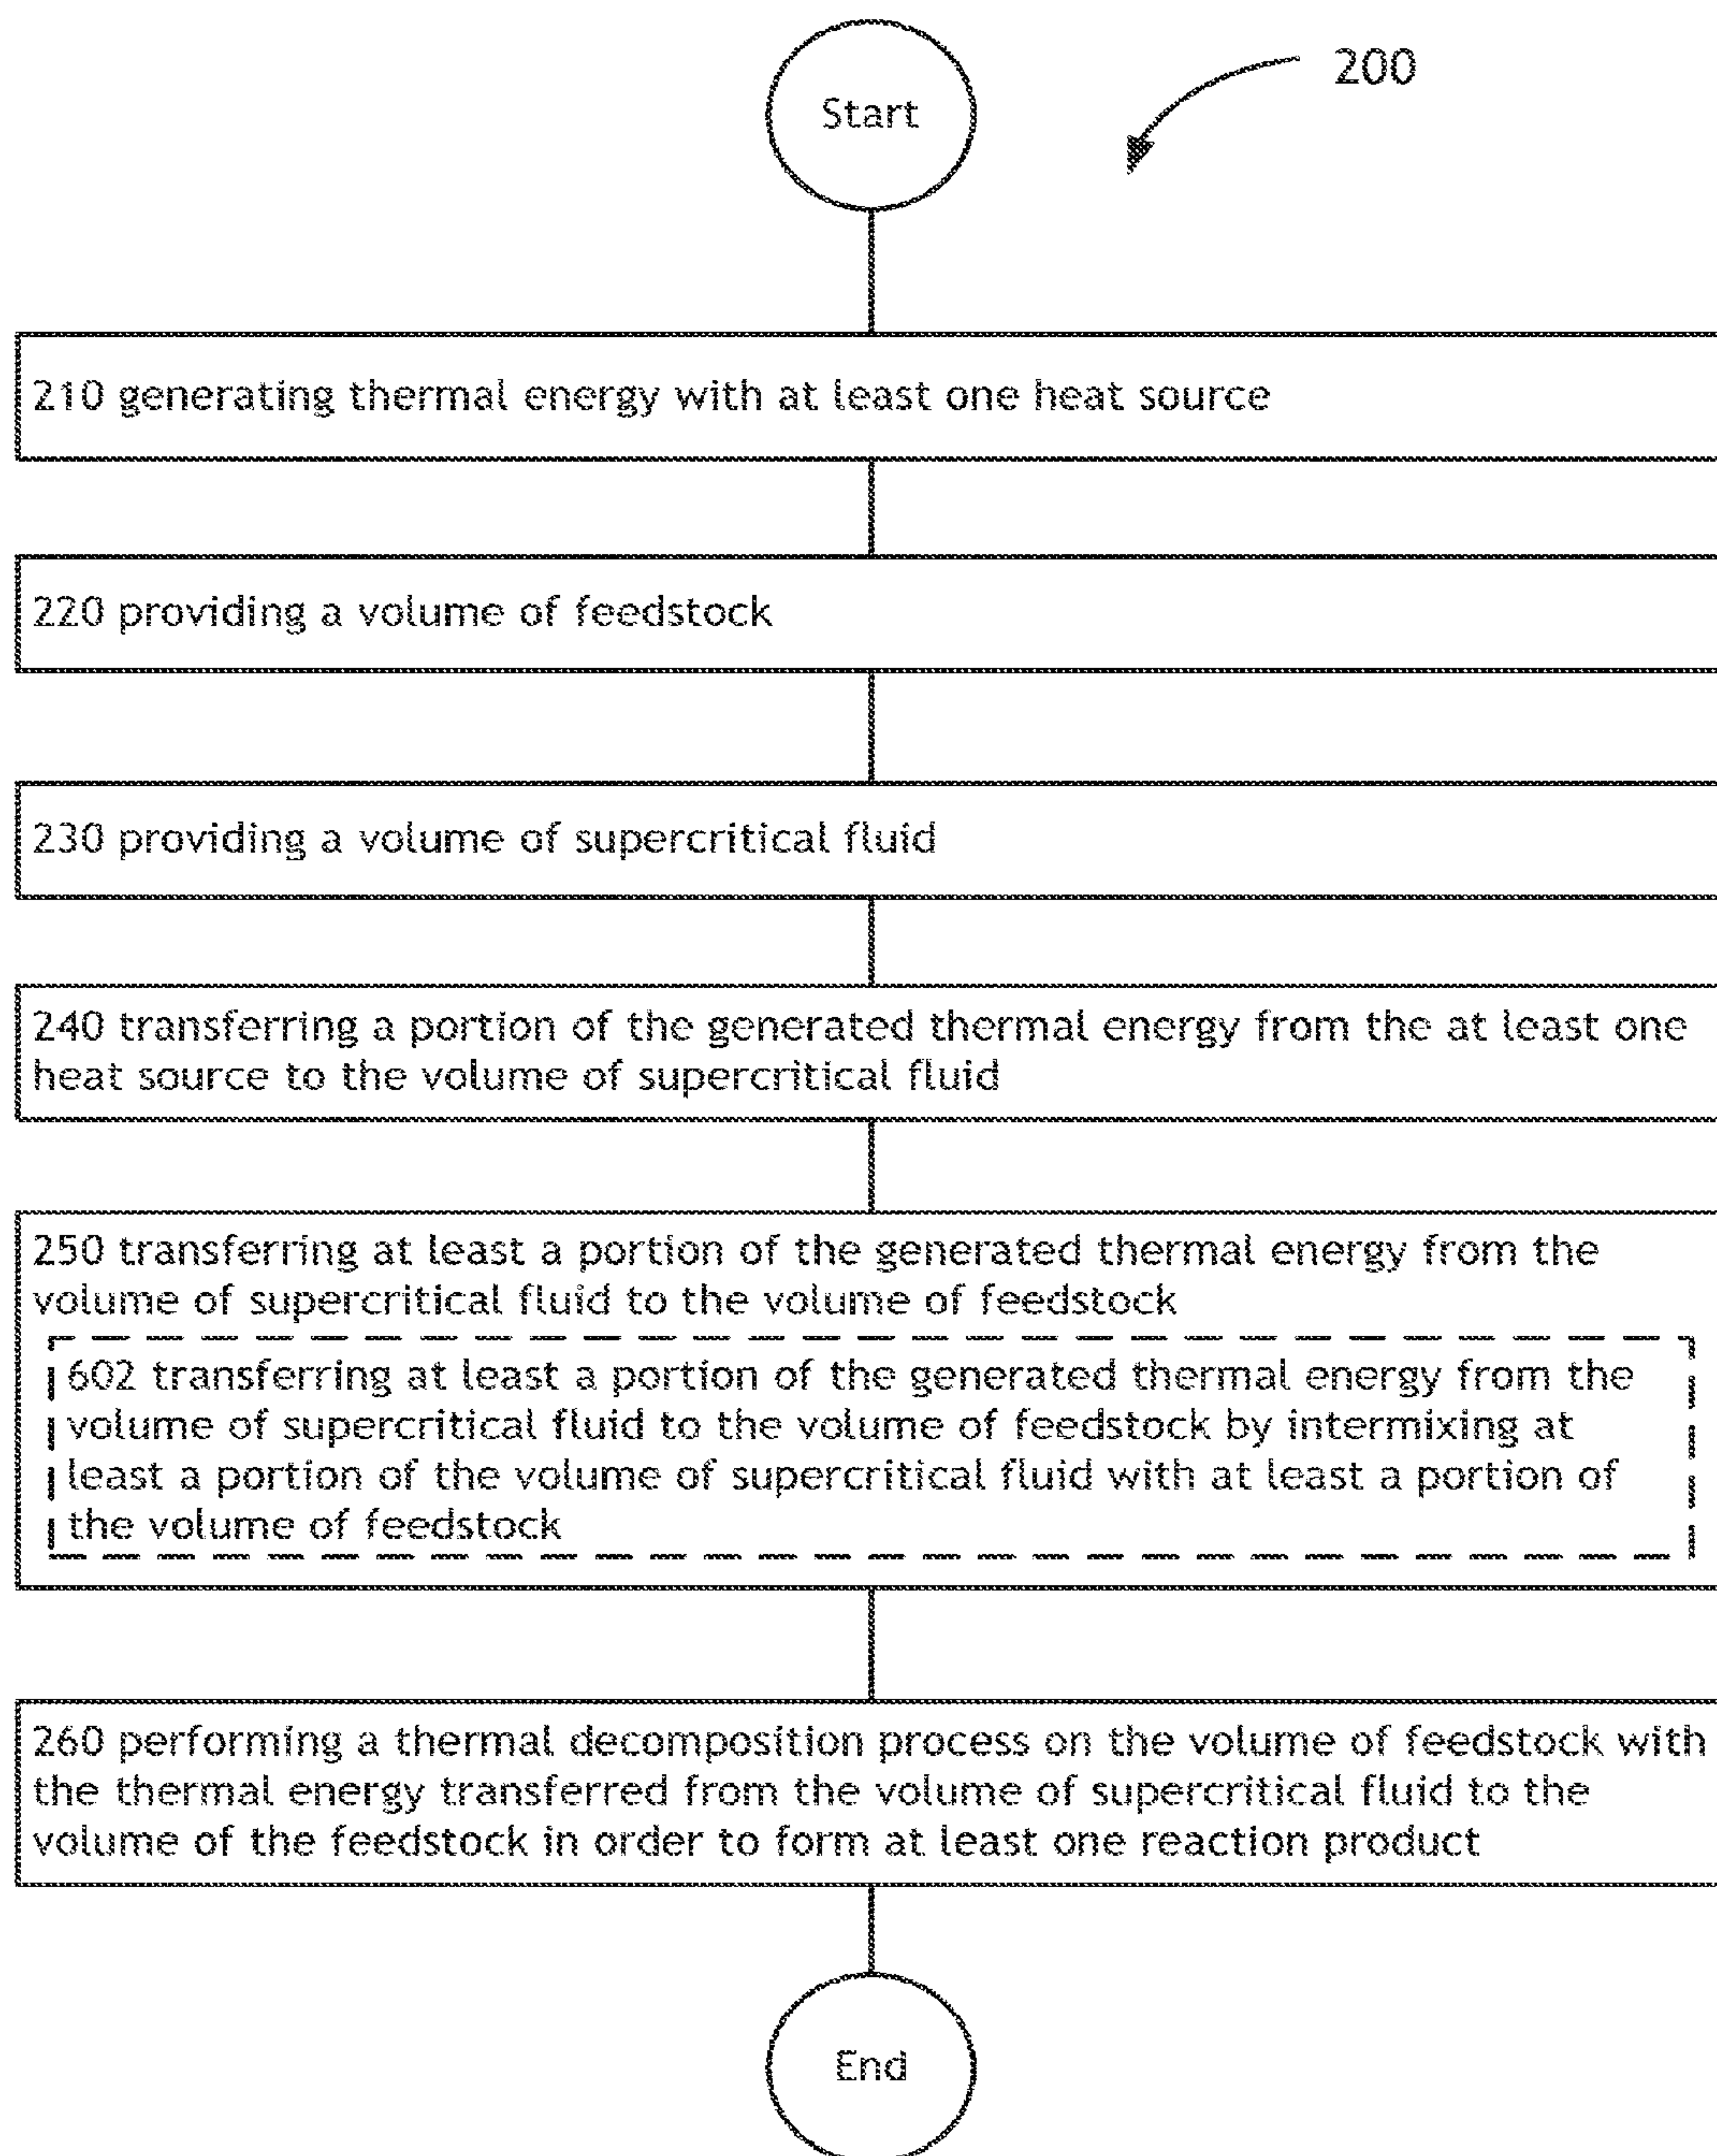 Start
200
210 generating thermal energy with at least one heat source
220 providing a volume of feedstock
230 providing a volume of supercritical fluid
240 transferring a portion of the generated thermal energy from the at least one
heat source to the volume of supercritical fluid
250 transferring at least a portion of the generated thermal energy from the
volume of supercritical fluid to the volume of feedstock
602 transferring at least a portion of the generated thermal energy from the
volume of supercritical fluid to the volume of feedstock by intermixing at
least a portion of the volume of supercritical fluid with at least a portion of
the volume of feedstock
260 performing a thermal decomposition process on the volume of feedstock with
the thermal energy transferred from the volume of supercritical fluid to the
volume of the feedstock in order to form at least one reaction product
End